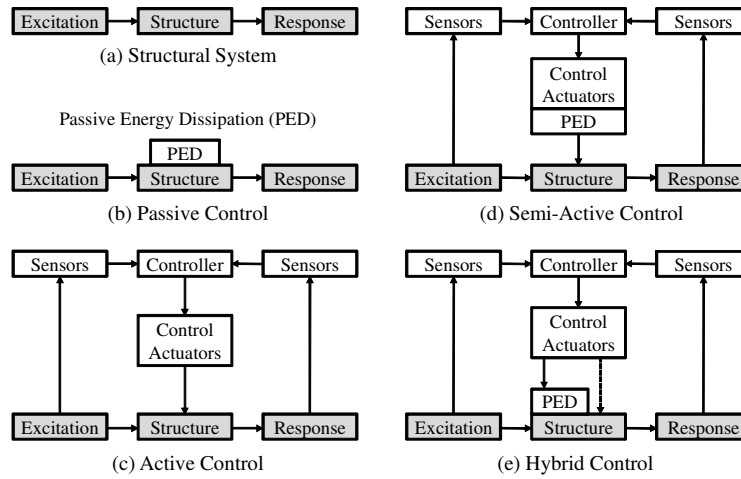 Excitation Structure Response
(a) Structural System
Passive Energy Dissipation (PED)
PED
Excitation Structure Response
(b) Passive Control
Sensors Controller Sensors
Control
Actuators
Excitation Structure Response
(c) Active Control
Sensors Controller Sensors
Control
Actuators
PED
Excitation Structure Response
(d) Semi-Active Control
Sensors Controller Sensors
Control
Actuators
PED
Excitation Structure Response
(e) Hybrid Control